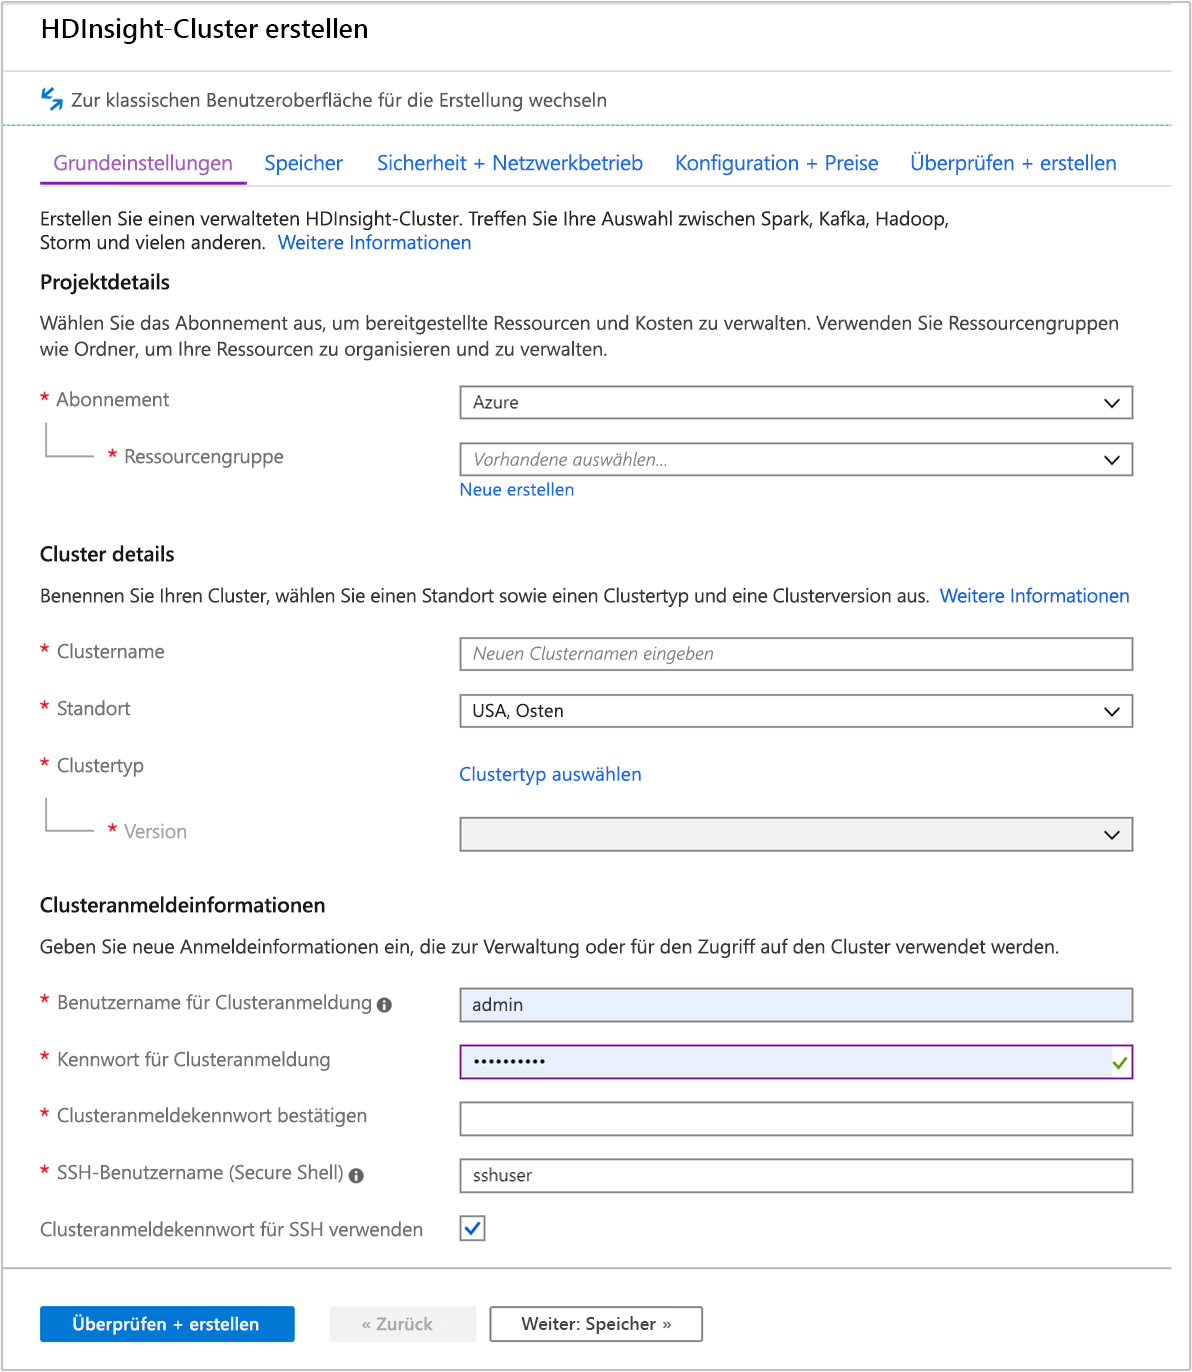 HDInsight-Cluster erstellen
Zur klassischen Benutzeroberfläche für die Erstellung wechseln
Grundeinstellungen Speicher Sicherheit + Netzwerkbetrieb Konfiguration + Preise Überprüfen + erstellen
Erstellen Sie einen verwalteten HDInsight-Cluster. Treffen Sie Ihre Auswahl zwischen Spark, Kafka, Hadoop,
Storm und vielen anderen. Weitere Informationen
Projektdetails
Wählen Sie das Abonnement aus, um bereitgestellte Ressourcen und Kosten zu verwalten. Verwenden Sie Ressourcengruppen
wie Ordner, um Ihre Ressourcen zu organisieren und zu verwalten.
* Abonnement Azure
* Ressourcengruppe Vorhandene auswählen...
Neue erstellen
Cluster details
Benennen Sie Ihren Cluster, wählen Sie einen Standort sowie einen Clustertyp und eine Clusterversion aus. Weitere Informationen
* Clustername Neuen Clusternamen eingeben
* Standort USA, Osten
* Clustertyp Clustertyp auswählen
* Version
Clusteranmeldeinformationen
Geben Sie neue Anmeldeinformationen ein, die zur Verwaltung oder für den Zugriff auf den Cluster verwendet werden.
* Benutzername für Clusteranmeldung admin
* Kennwort für Clusteranmeldung ••••••••••
* Clusteranmeldekennwort bestätigen
* SSH-Benutzername (Secure Shell) sshuser
Clusteranmeldekennwort für SSH verwenden
Überprüfen + erstellen « Zurück Weiter: Speicher »